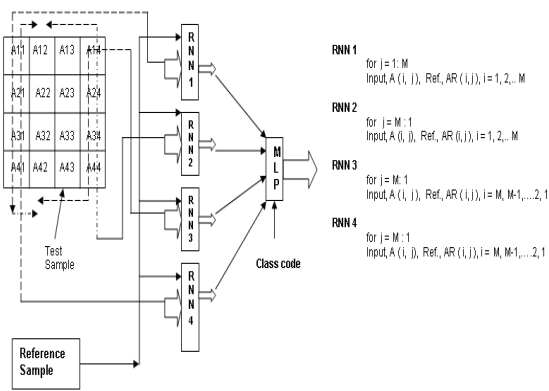 A11 A12 A13 A14
A21 A22 A23 A24
A31 A32 A33 A34
A41 A42 A43 A44
Test
Sample
Reference
Sample
R
N
N
1
R
N
N
2
R
N
N
3
R
N
N
4
M
L
P
Class code
RNN 1
for j = 1: M
Input, A ( i, j ), Ref., AR ( i, j ), i = 1, 2,.. M
RNN 2
for j = M : 1
Input, A ( i, j), Ref., AR (i, j ), i = 1, 2,.. M
RNN 3
for j = M: 1
Input, A ( i, j ), Ref., AR ( i, j ), i = M, M-1,....2, 1
RNN 4
for j = M : 1
Input, A ( i, j ), Ref., AR ( i, j ), i = M, M-1,....2, 1